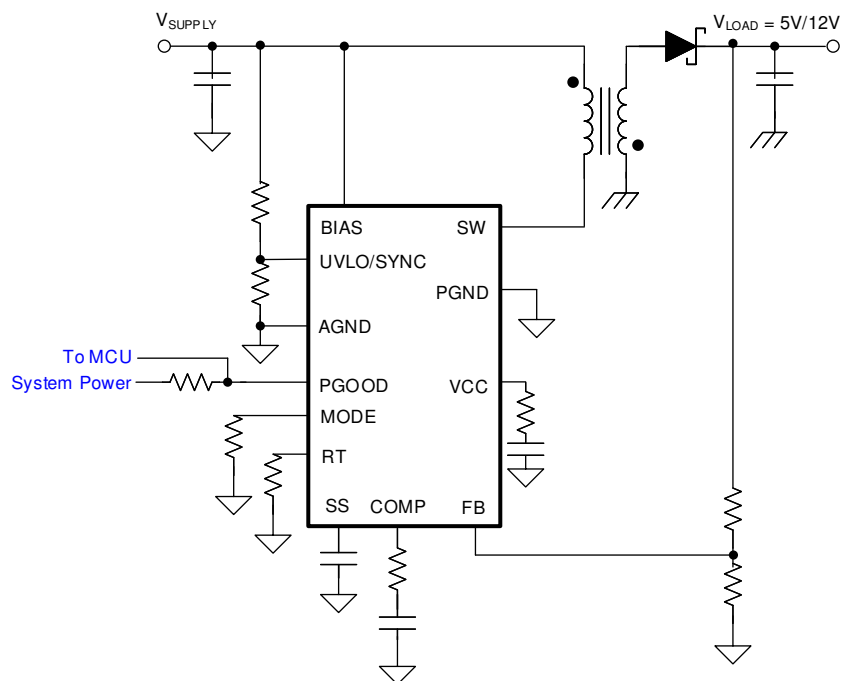 VSUPPLY
VLOAD = 5V/12V
BIAS
SW
UVLO/SYNC
PGND
AGND
To MCU
System Power
PGOOD
VCC
MODE
RT
SS
COMP
FB